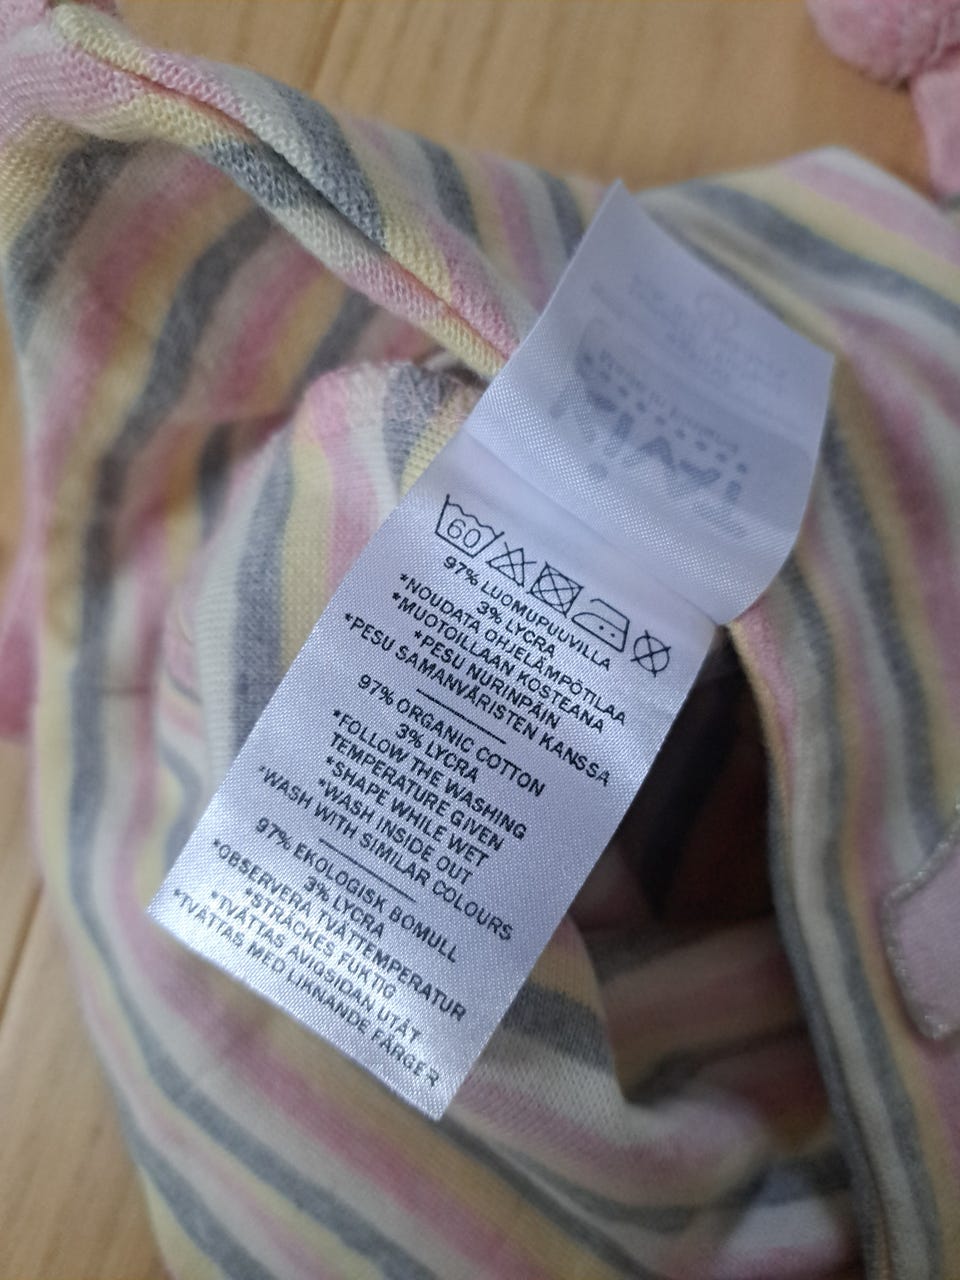 60
97% LUOMUPUUVILLA
3% LYCRA
*NOUDATA OHJELÄMPÖTILAA
*MUOTOILLAAN KOSTEANA
*PESU NURINPÄIN
*PESU SAMANVÄRISTEN KANSSA
97% ORGANIC COTTON
3% LYCRA
*FOLLOW THE WASHING
TEMPERATURE GIVEN
*SHAPE WHILE WET
*WASH INSIDE OUT
*WASH WITH SIMILAR COLOURS
97% EKOLOGISK BOMULL
3% LYCRA
*OBSERVERA TVÄTTEMPERATUR
*STRÄCKES FUKTIG
*TVÄTTAS AVIGSIDAN UTÅT
*TVÄTTAS MED LIKNANDE FÄRGER